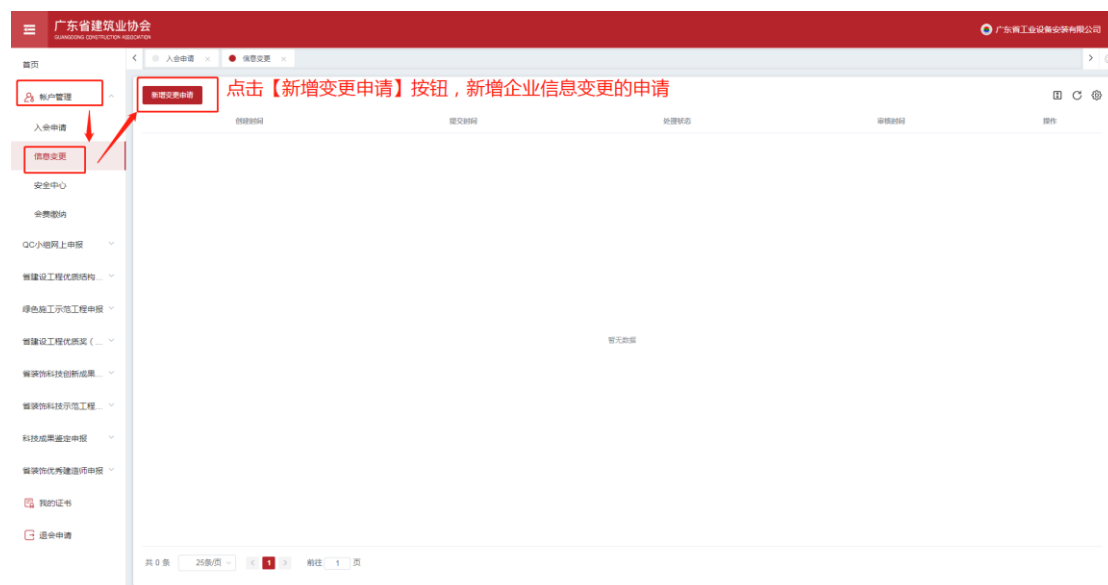 广东省建筑业协会
GUANGDONG CONSTRUCTION ASSOCIATION
广东省工业设备安装有限公司
首页
入会申请
信息变更
帐户管理
新增变更申请
点击【新增变更申请】按钮，新增企业信息变更的申请
创建时间 提交时间 处理状态 审核时间 操作
入会申请
信息变更
安全中心
会费缴纳
QC小组网上申报
省建设工程优质结构...
绿色施工示范工程申报
省建设工程优质奖（...
暂无数据
省装饰科技创新成果...
省装饰科技示范工程...
科技成果鉴定申报
省装饰优秀建造师申报
我的证书
退会申请
共 0 条 25条/页 1 前往 1 页